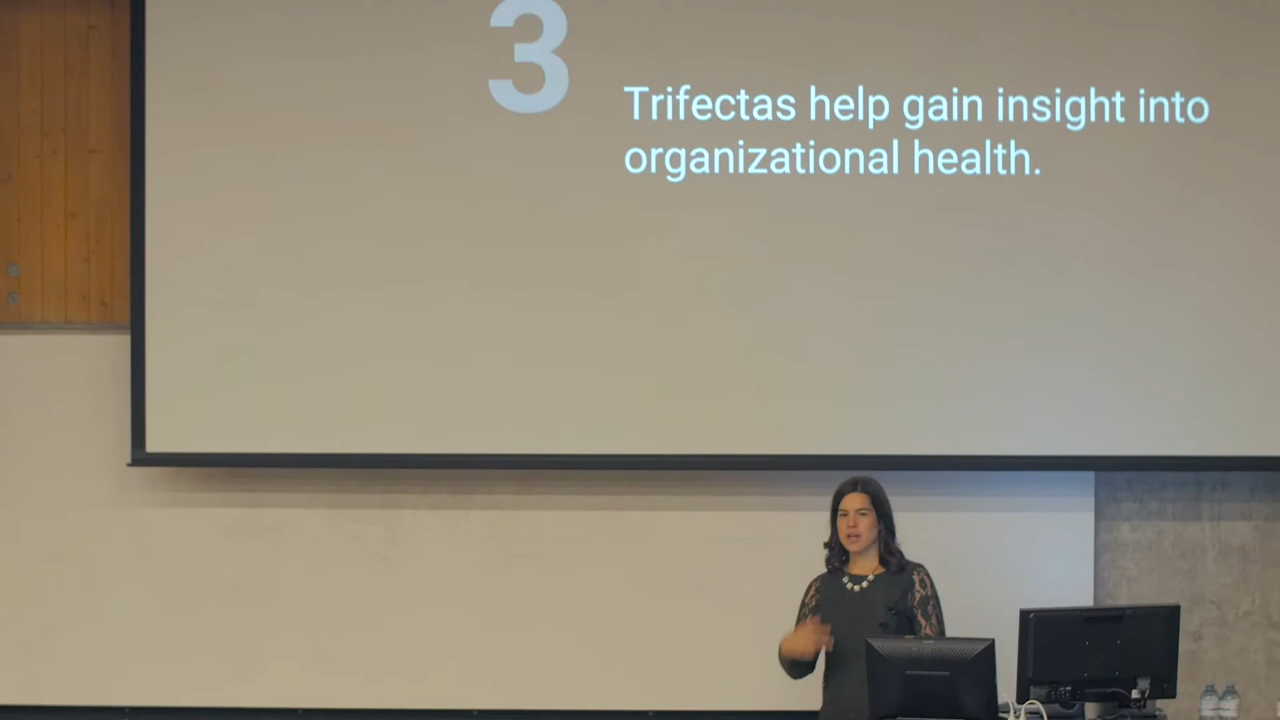 3
Trifectas help gain insight into
organizational health.